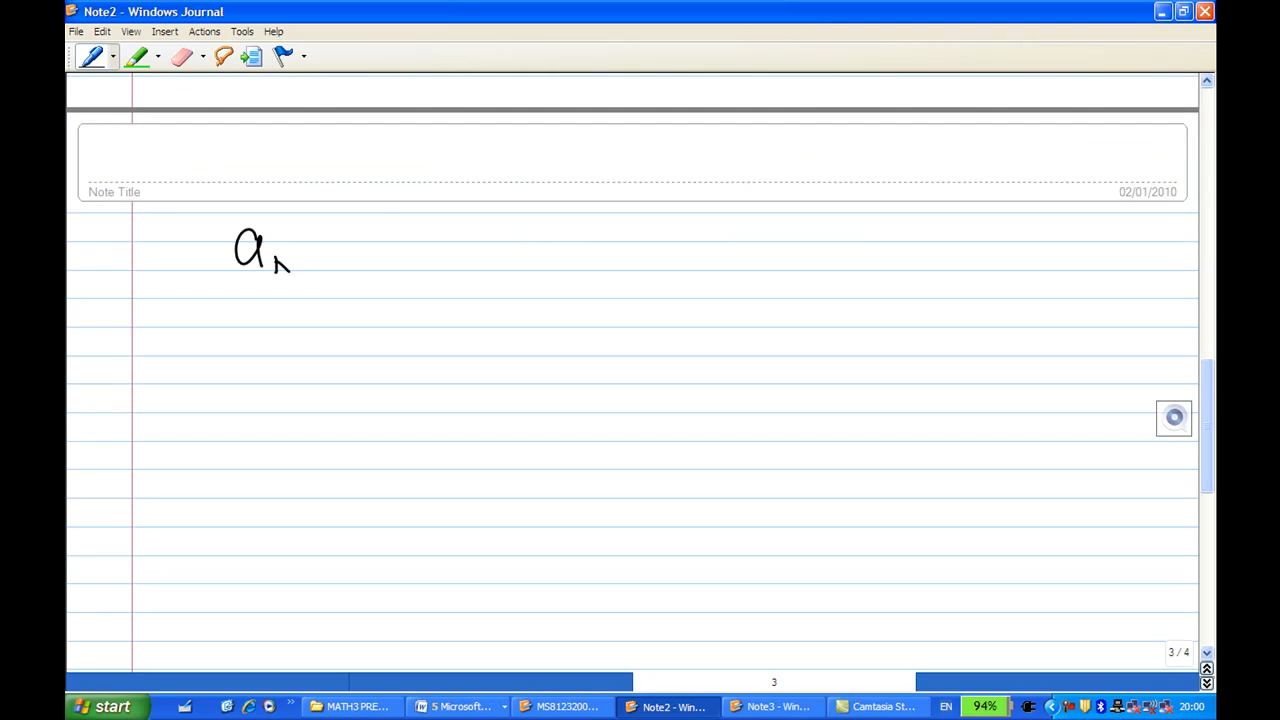 Note2 - Windows Journal
File Edit View Insert Actions Tools Help
Note Title
02/01/2010
a
3 / 4
3
start
MATH3 PRE...
5 Microsoft...
MS8123200...
Note2 - Win...
Note3 - Win...
Camtasia St...
EN
94%
20:00